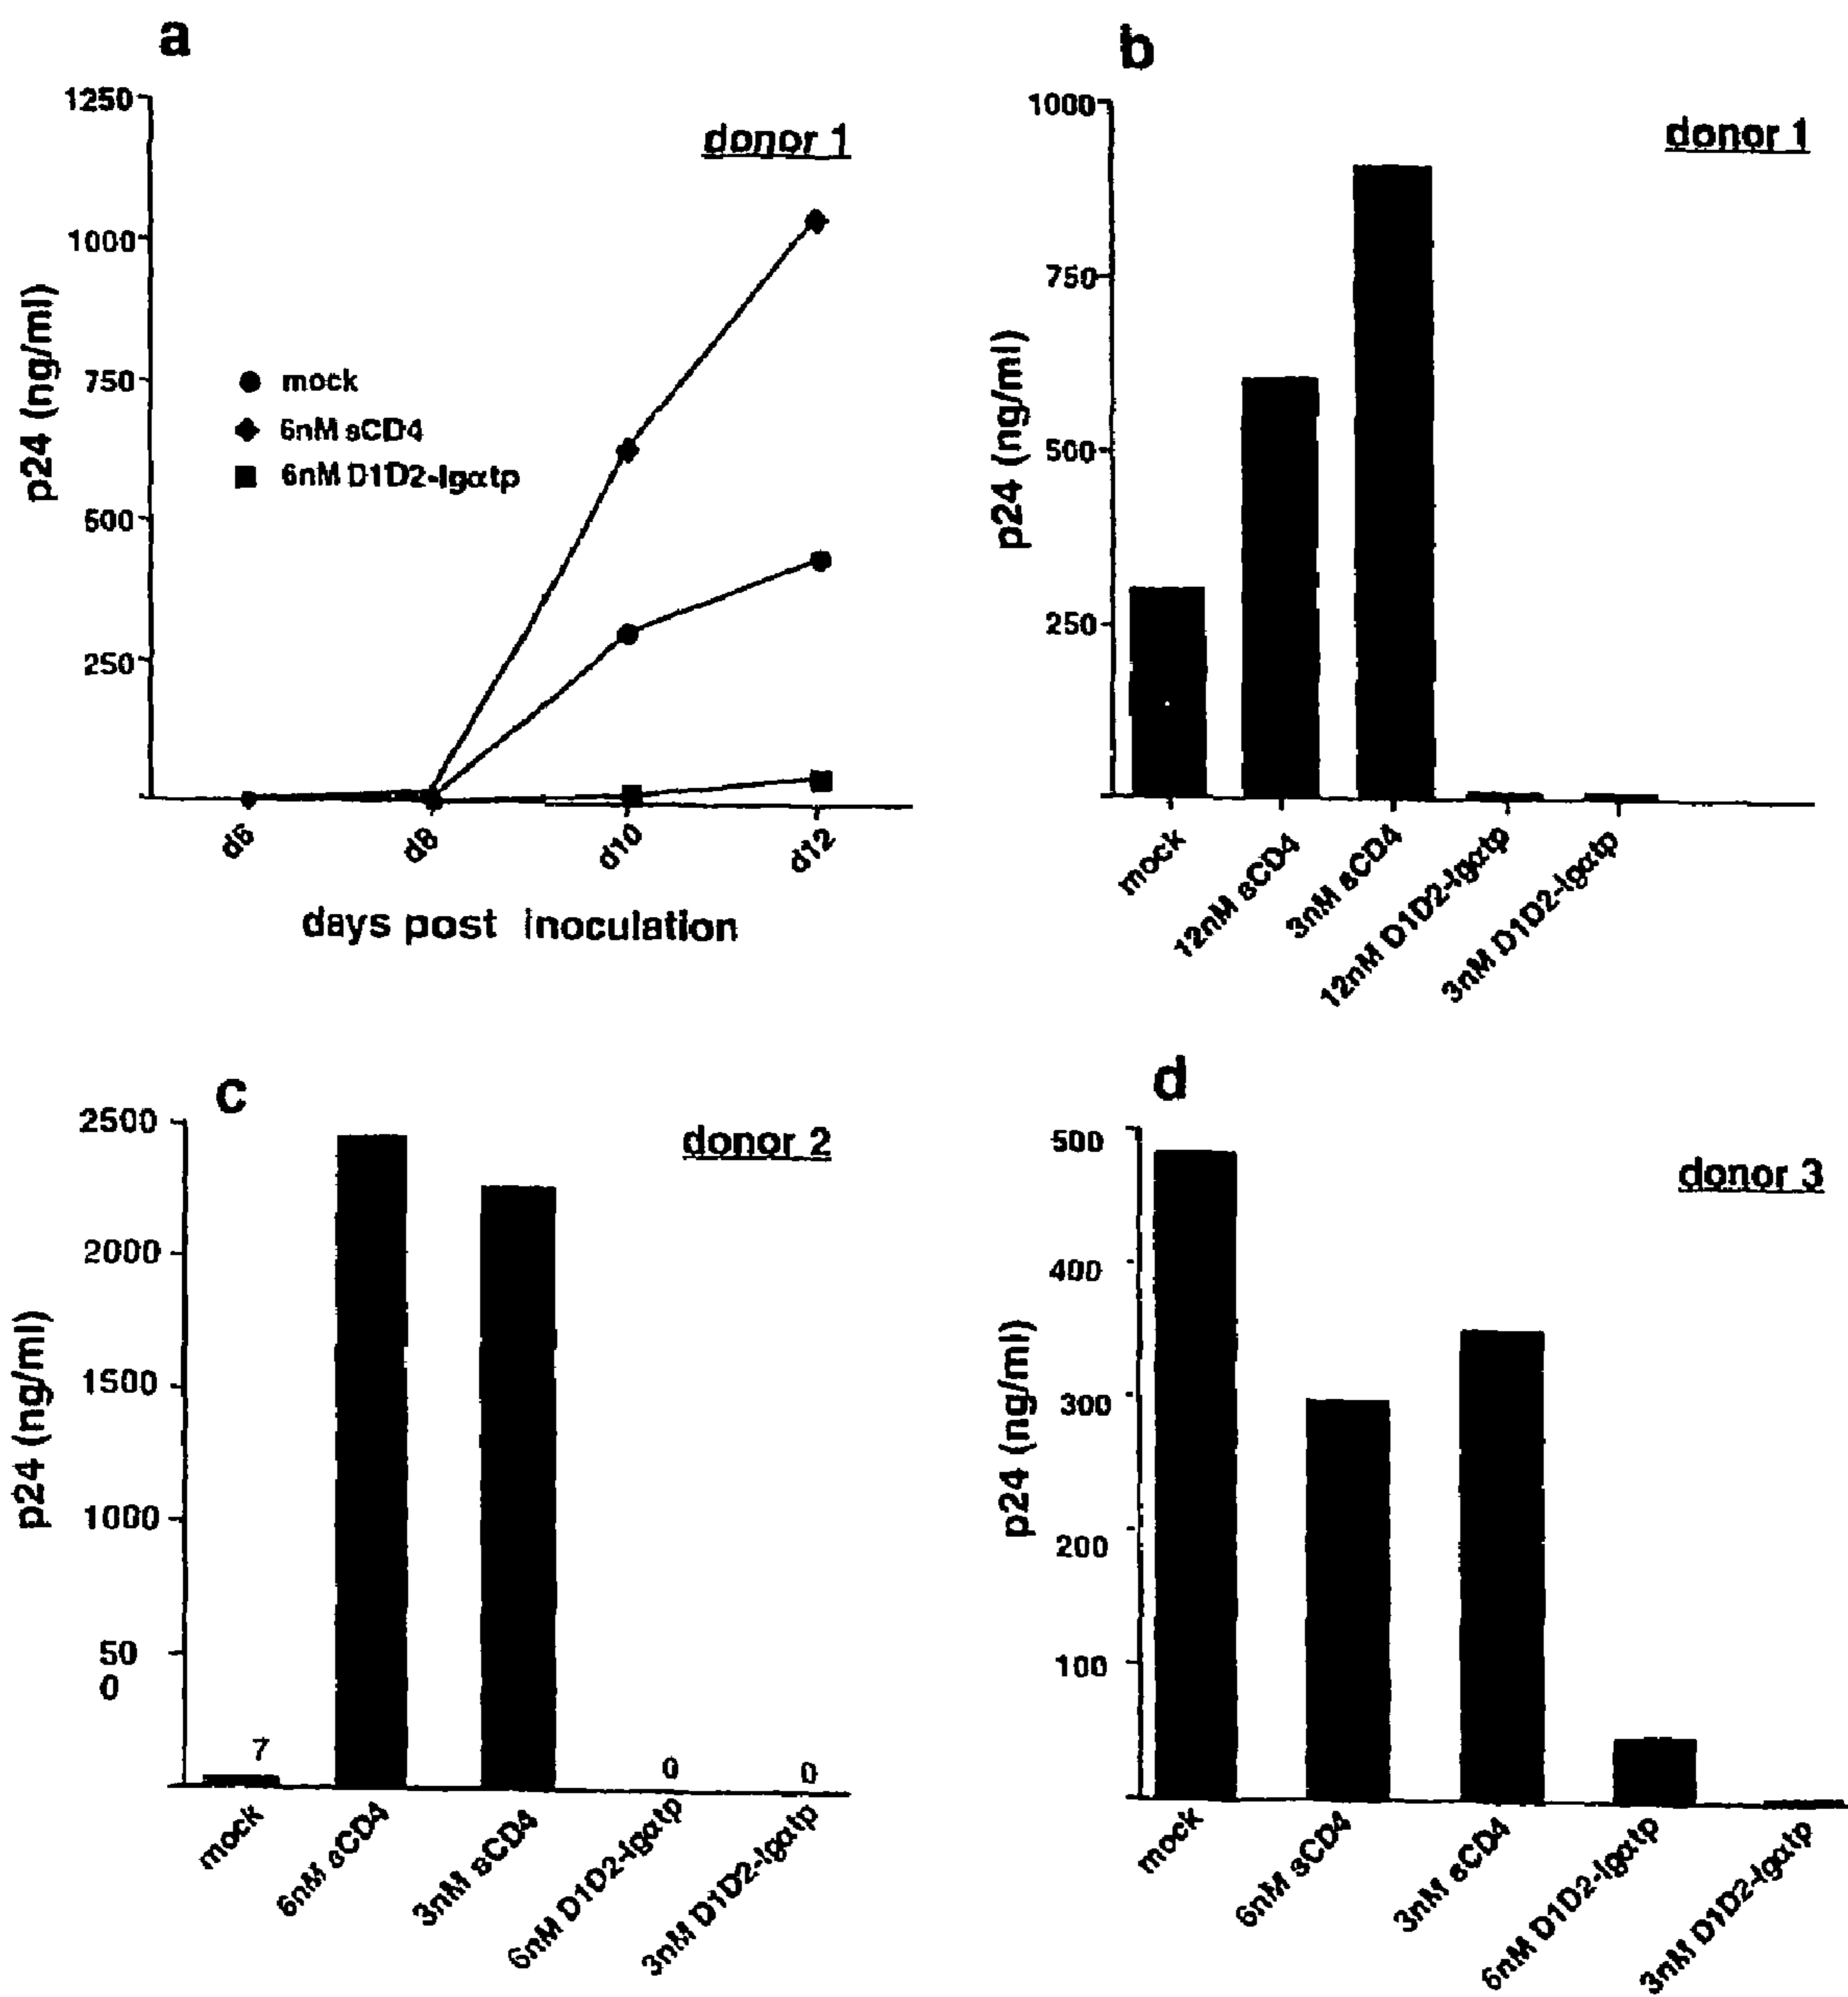 a
1250
1000
750
500
250
p24 (ng/ml)
donor 1
mock
6nM sCD4
6nM D1D2-Igαtp
d6
d8
d10
d12
days post inoculation
b
1000
750
500
250
p24 (ng/ml)
donor 1
mock
12nM sCD4
3nM sCD4
12nM D1D2-Igαtp
3nM D1D2-Igαtp
c
2500
2000
1500
1000
50
0
p24 (ng/ml)
donor 2
7
0
0
mock
6nM sCD4
3nM sCD4
6nM D1D2-Igαtp
3nM D1D2-Igαtp
d
500
400
300
200
100
p24 (ng/ml)
donor 3
mock
6nM sCD4
3nM sCD4
6nM D1D2-Igαtp
3nM D1D2-Igαtp